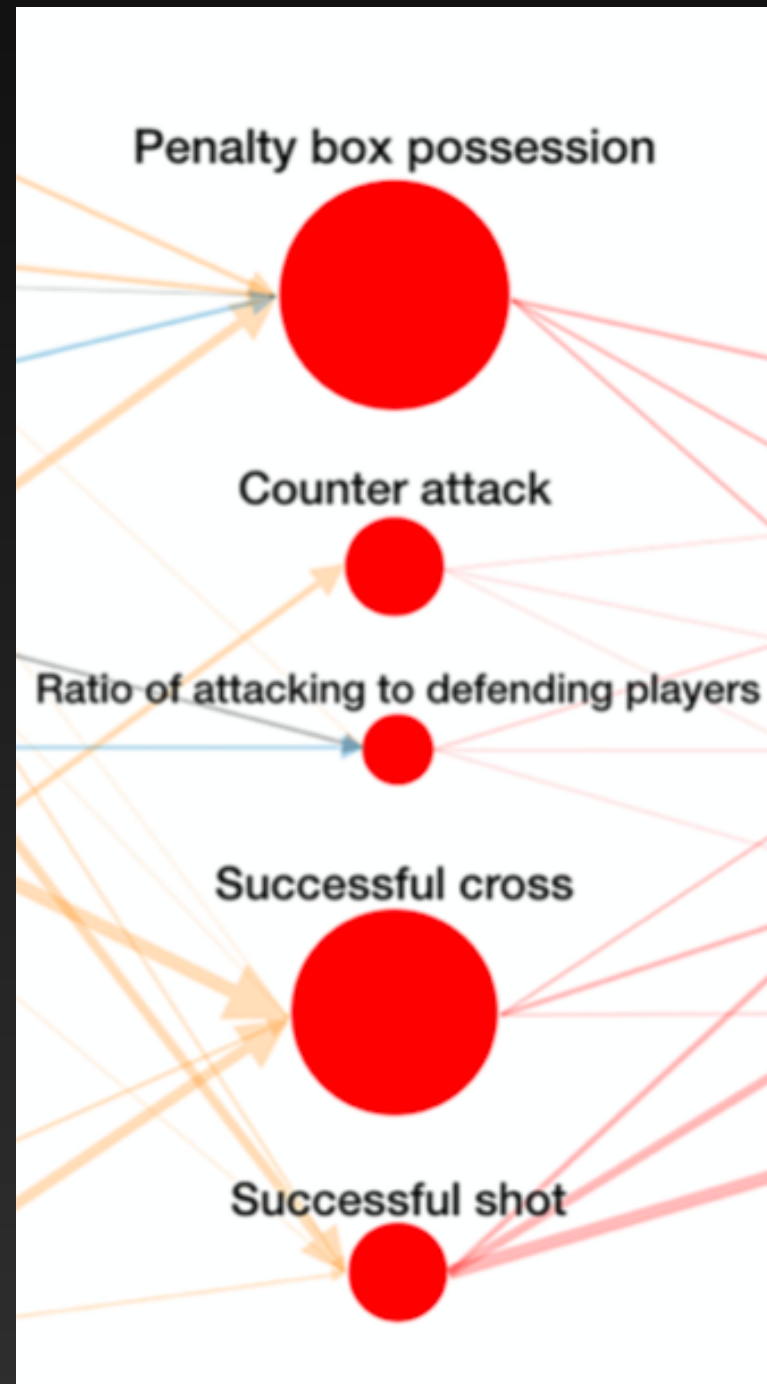 Penalty box possession
Counter attack
Ratio of attacking to defending players
Successful cross
Successful shot